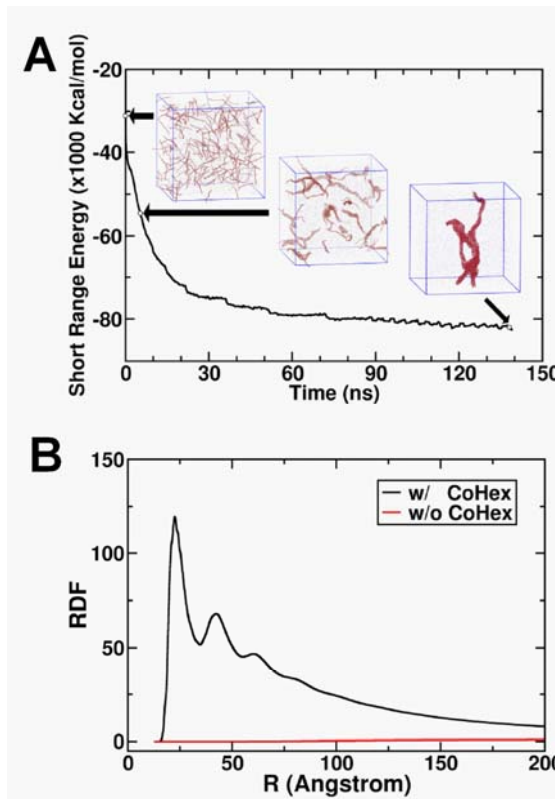 A
Short Range Energy (x1000 Kcal/mol)
-20
-40
-60
-80
0 30 60 90 120 150
Time (ns)
B
RDF
150
100
50
0
w/ CoHex
w/o CoHex
0 50 100 150 200
R (Angstrom)